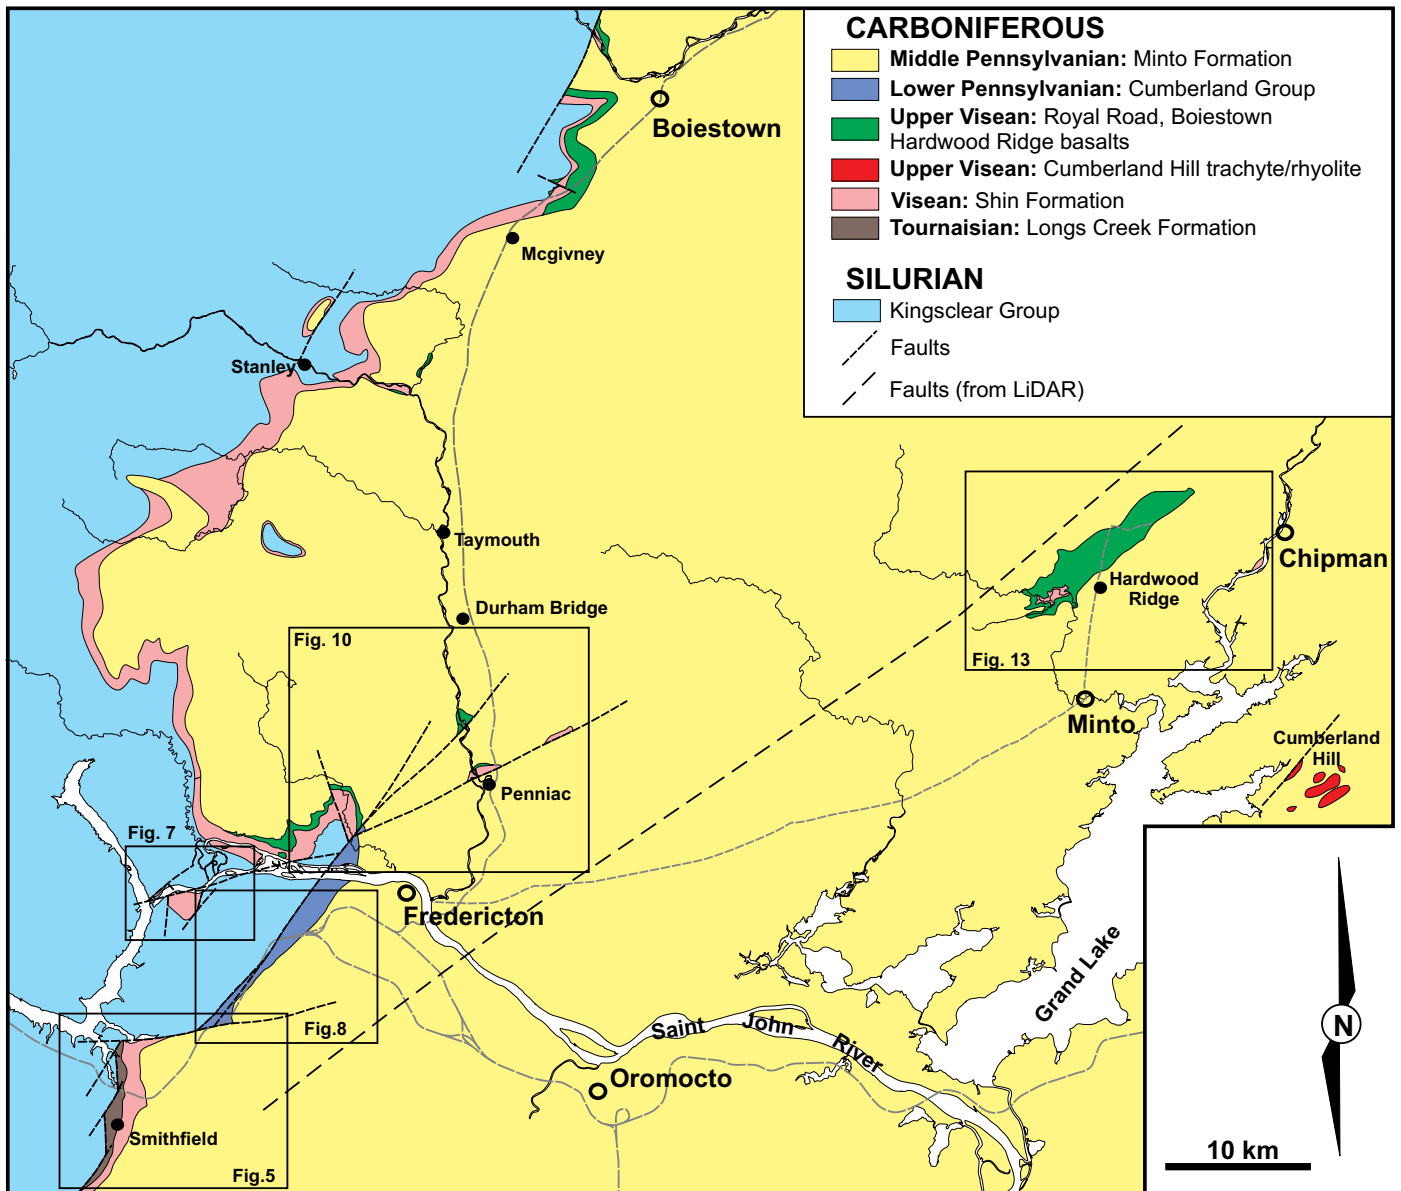 CARBONIFEROUS
Middle Pennsylvanian: Minto Formation
Lower Pennsylvanian: Cumberland Group
Upper Visean: Royal Road, Boiestown
Hardwood Ridge basalts
Upper Visean: Cumberland Hill trachyte/rhyolite
Visean: Shin Formation
Tournaisian: Longs Creek Formation
SILURIAN
Kingsclear Group
Faults
Faults (from LiDAR)
Boiestown
Mcgivney
Stanley
Taymouth
Durham Bridge
Fig. 10
Penniac
Fig. 7
Fredericton
Fig.8
Smithfield
Fig.5
Oromocto
Saint John River
Grand Lake
Chipman
Hardwood
Ridge
Fig. 13
Minto
Cumberland
Hill
N
10 km